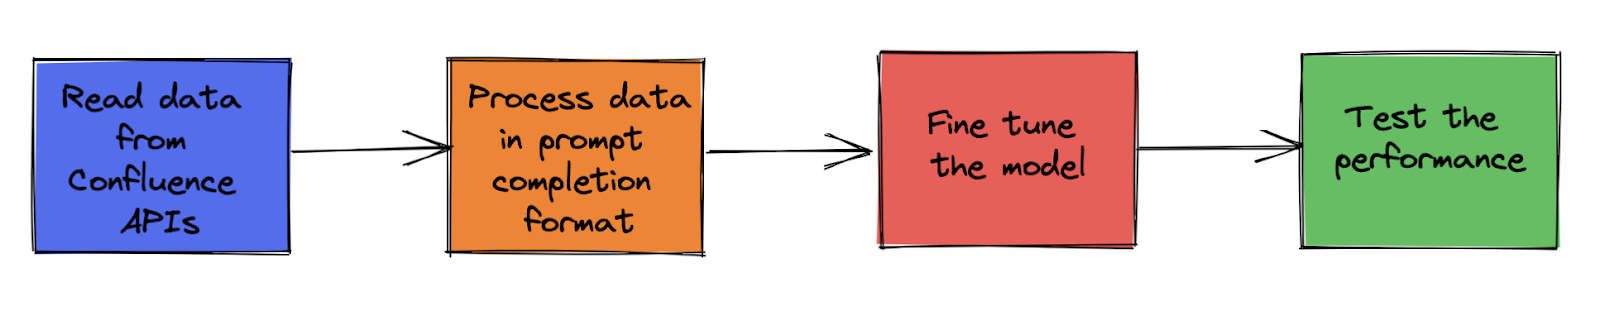 Read data
from
Confluence
APIs
Process data
in prompt
completion
format
Fine tune
the model
Test the
performance